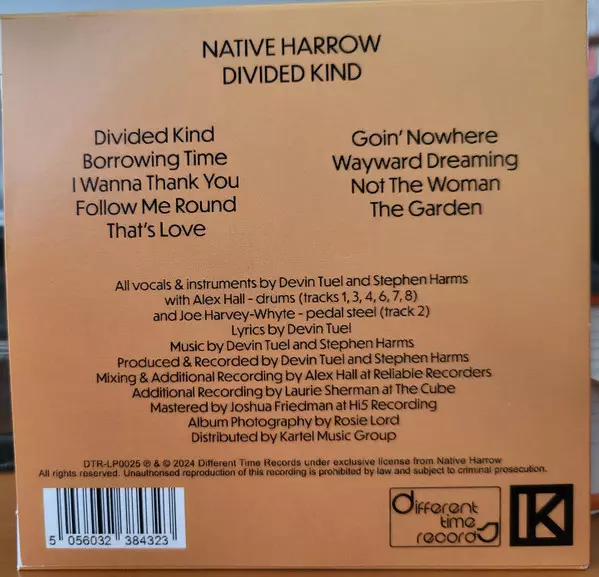 NATIVE HARROW
DIVIDED KIND
Divided Kind
Borrowing Time
I Wanna Thank You
Follow Me Round
That's Love
Goin' Nowhere
Wayward Dreaming
Not The Woman
The Garden
All vocals & instruments by Devin Tuel and Stephen Harms
with Alex Hall - drums (tracks 1, 3, 4, 6, 7, 8)
and Joe Harvey-Whyte - pedal steel (track 2)
Lyrics by Devin Tuel
Music by Devin Tuel and Stephen Harms
Produced & Recorded by Devin Tuel and Stephen Harms
Mixing & Additional Recording by Alex Hall at Reliable Recorders
Additional Recording by Laurie Sherman at The Cube
Mastered by Joshua Friedman at Hi5 Recording
Album Photography by Rosie Lord
Distributed by Kartel Music Group
DTR-LP0025 ℗ & © 2024 Different Time Records under exclusive license from Native Harrow
All rights reserved. Unauthorised reproduction of this recording is prohibited by law and subject to criminal prosecution.
5 056032 384323
different
time
records
K